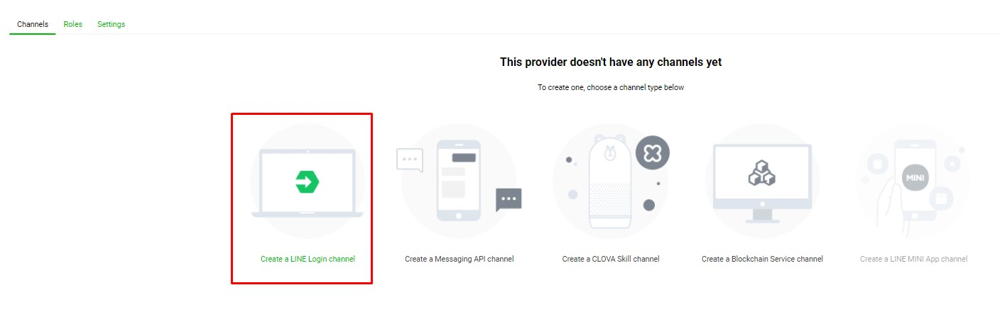 Channels
Roles
Settings
This provider doesn't have any channels yet
To create one, choose a channel type below
MINI
A
Create a LINE Login channel
Create a Messaging API channel
Create a CLOVA Skill channel
Create a Blockchain Service channel
Create a LINE MINI App channel